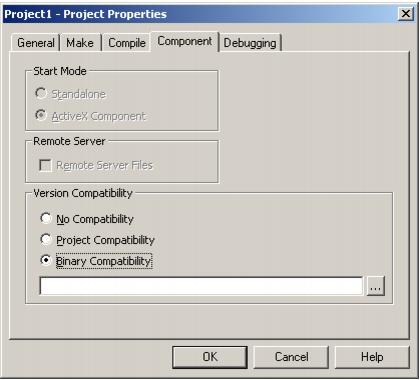 Project1 - Project Properties
General Make Compile Component Debugging
Start Mode
Standalone
ActiveX Component
Remote Server
Remote Server Files
Version Compatibility
No Compatibility
Project Compatibility
Binary Compatibility
...
OK Cancel Help